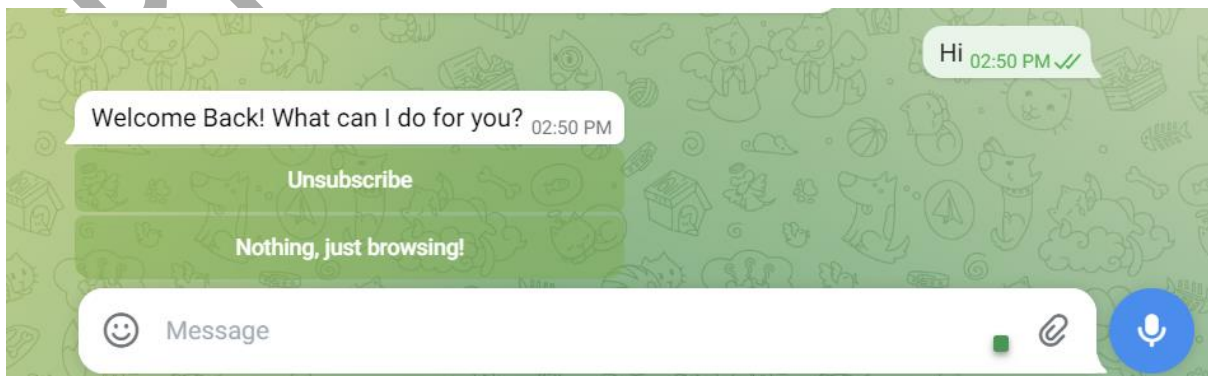 Hi 02:50 PM
Welcome Back! What can I do for you? 02:50 PM
Unsubscribe
Nothing, just browsing!
Message